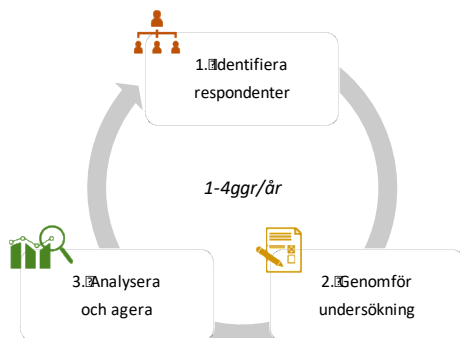 1. Identifiera
respondenter
1-4ggr/år
3. Analysera
och agera
2. Genomför
undersökning